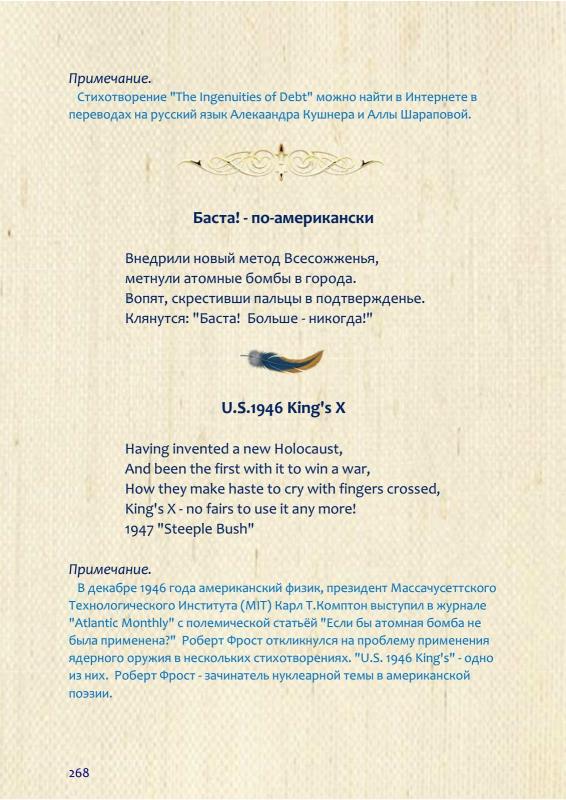 Примечание.
Стихотворение "The Ingenuities of Debt" можно найти в Интернете в
переводах на русский язык Алекаандра Кушнера и Аллы Шараповой.
Баста! - по-американски
Внедрили новый метод Всесожженья,
метнули атомные бомбы в города.
Вопят, скрестивши пальцы в подтвержденье.
Клянутся: "Баста! Больше - никогда!"
U.S.1946 King's X
Having invented a new Holocaust,
And been the first with it to win a war,
How they make haste to cry with fingers crossed,
King's X - no fairs to use it any more!
1947 "Steeple Bush"
Примечание.
В декабре 1946 года американский физик, президент Массачусеттского
Технологического Института (MIT) Карл Т.Комптон выступил в журнале
"Atlantic Monthly" с полемической статьёй "Если бы атомная бомба не
была применена?" Роберт Фрост откликнулся на проблему применения
ядерного оружия в нескольких стихотворениях. "U.S. 1946 King's" - одно
из них. Роберт Фрост - зачинатель нуклеарной темы в американской
поэзии.
268